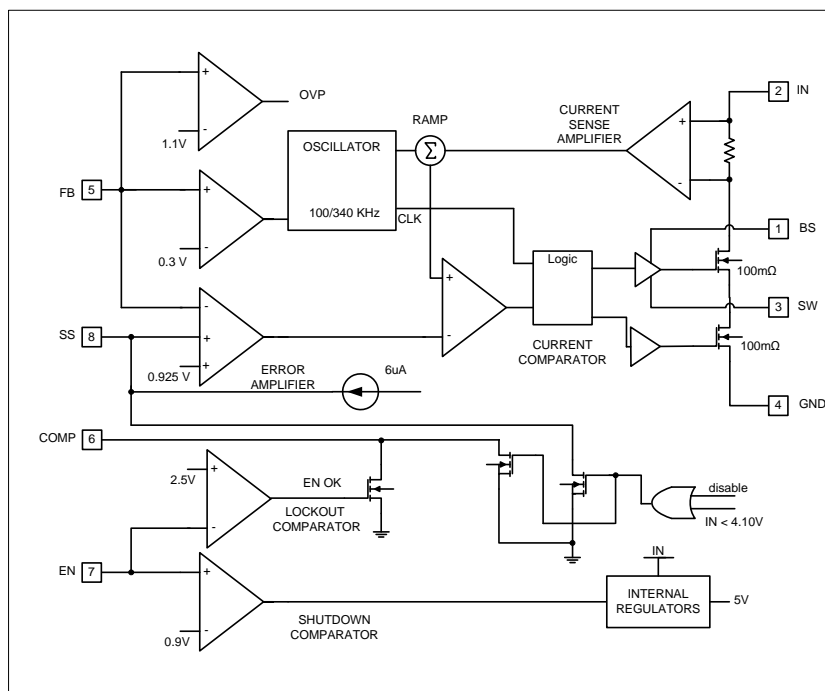 +
OVP
-
1.1V
2
IN
RAMP
CURRENT
SENSE
AMPLIFIER
+
-
Σ
OSCILLATOR
100/340 KHz
CLK
FB
5
+
-
0.3 V
1
BS
Logic
100mΩ
3
SW
+
-
-
+
+
SS
8
0.925 V
ERROR
AMPLIFIER
6uA
CURRENT
COMPARATOR
100mΩ
4
GND
COMP
6
+
2.5V
-
EN OK
LOCKOUT
COMPARATOR
disable
IN < 4.10V
EN
7
+
-
0.9V
SHUTDOWN
COMPARATOR
IN
INTERNAL
REGULATORS
5V